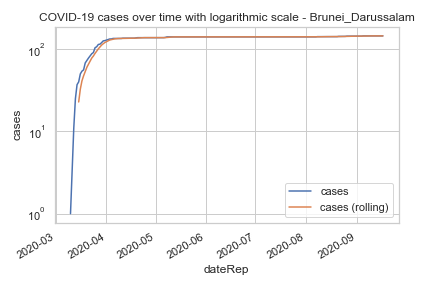 COVID-19 cases over time with logarithmic scale - Brunei_Darussalam
cases
10²
10¹
10⁰
2020-03
2020-04
2020-05
2020-06
2020-07
2020-08
2020-09
dateRep
cases
cases (rolling)